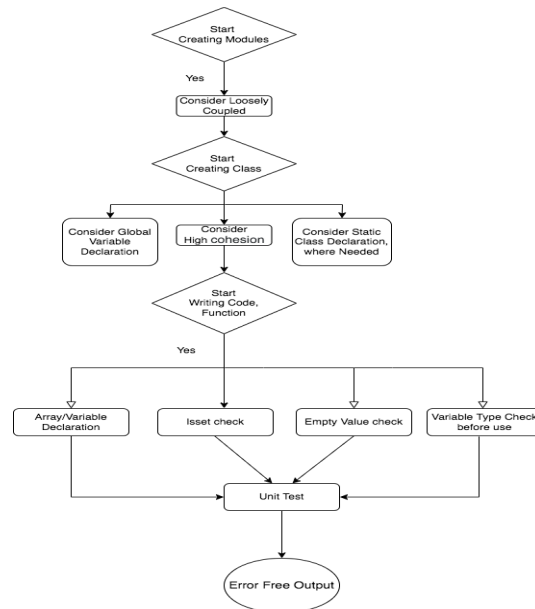 Start
Creating Modules
Yes
Consider Loosely
Coupled
Start
Creating Class
Consider Global
Variable
Declaration
Consider
High cohesion
Consider Static
Class Declaration,
where Needed
Start
Writing Code,
Function
Yes
Array/Variable
Declaration
Isset check
Empty Value check
Variable Type Check
before use
Unit Test
Error Free Output